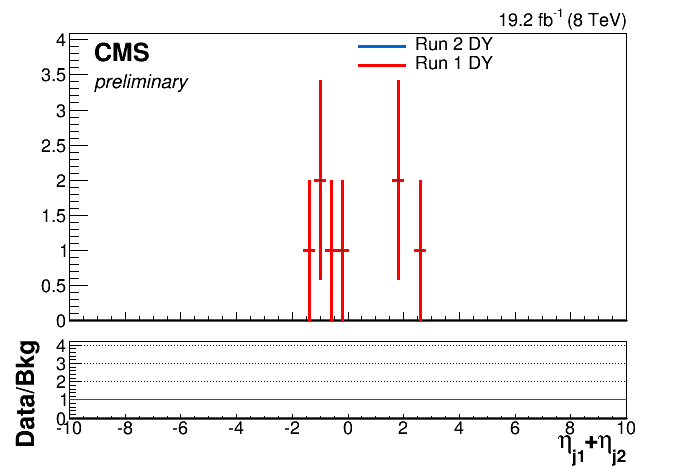 19.2 fb⁻¹ (8 TeV)
CMS
preliminary
Run 2 DY
Run 1 DY
4
3.5
3
2.5
2
1.5
1
0.5
0
Data/Bkg
4
3
2
1
0
-10 -8 -6 -4 -2 0 2 4 6 8 10
η_j1+η_j2